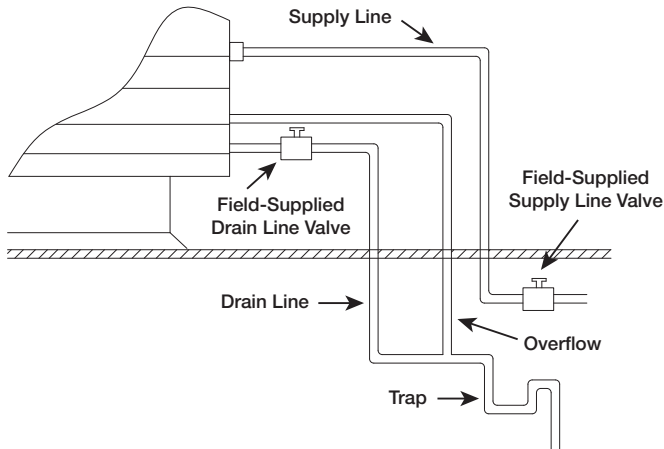 Supply Line
Field-Supplied
Drain Line Valve
Field-Supplied
Supply Line Valve
Drain Line
Overflow
Trap